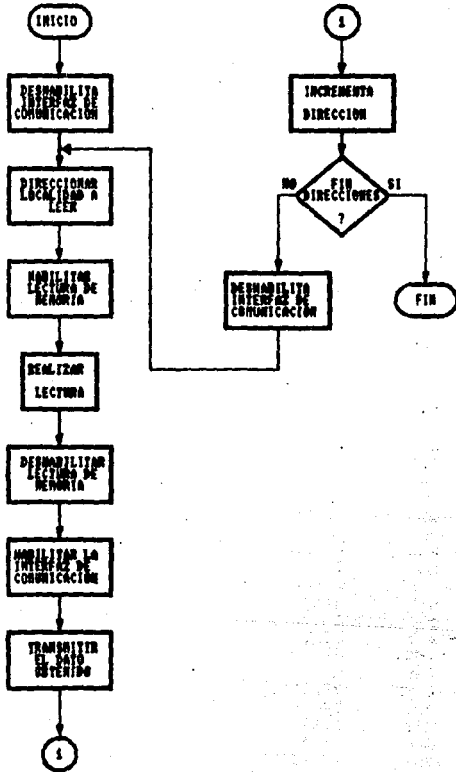 INICIO
DESHABILITA
INTERFAZ DE
COMUNICACION
DIRECCIONAR
LOCALIDAD A
LEER
HABILITAR
LECTURA DE
MEMORIA
REALIZAR
LECTURA
DESHABILITAR
LECTURA DE
MEMORIA
HABILITAR LA
INTERFAZ DE
COMUNICACION
TRANSMITIR
EL DATO
OBTENIDO
1
1
INCREMENTA
DIRECCION
NO
FIN
DIRECCIONES
?
SI
DESHABILITA
INTERFAZ DE
COMUNICACION
FIN